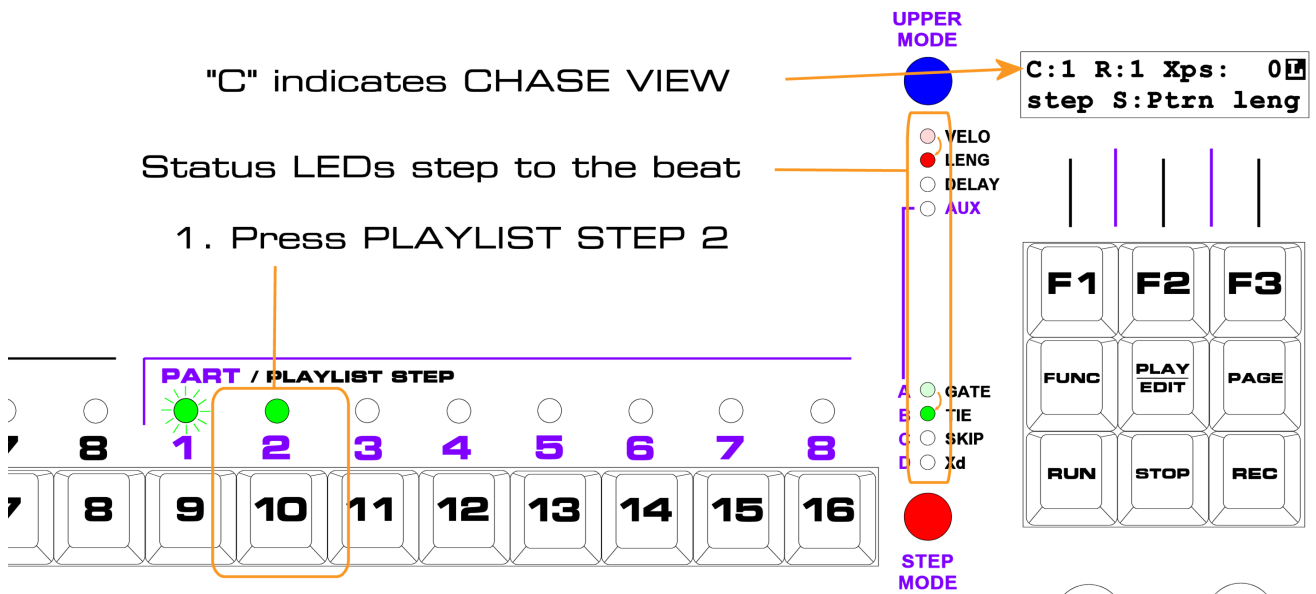 UPPER
MODE
"C" indicates CHASE VIEW
C:1 R:1 Xps: 0L
step S:Ptrn leng
VELO
LENG
DELAY
AUX
Status LEDs step to the beat
1. Press PLAYLIST STEP 2
F1 F2 F3
FUNC PLAY EDIT PAGE
RUN STOP REC
PART / PLAYLIST STEP
A GATE
B TIE
C SKIP
D Xd
7 8 1 2 3 4 5 6 7 8
7 8 9 10 11 12 13 14 15 16
STEP
MODE